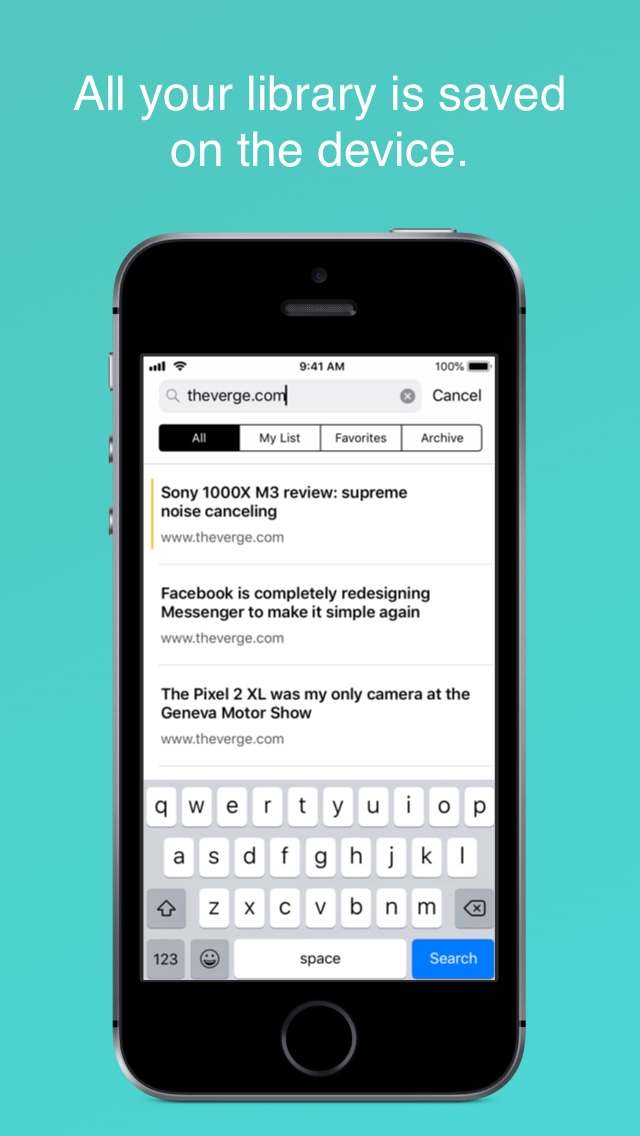 All your library is saved
on the device.
9:41 AM
100%
theverge.com
Cancel
All
My List
Favorites
Archive
Sony 1000X M3 review: supreme
noise canceling
www.theverge.com
Facebook is completely redesigning
Messenger to make it simple again
www.theverge.com
The Pixel 2 XL was my only camera at the
Geneva Motor Show
www.theverge.com
q w e r t y u i o p
a s d f g h j k l
z x c v b n m
123 space Search